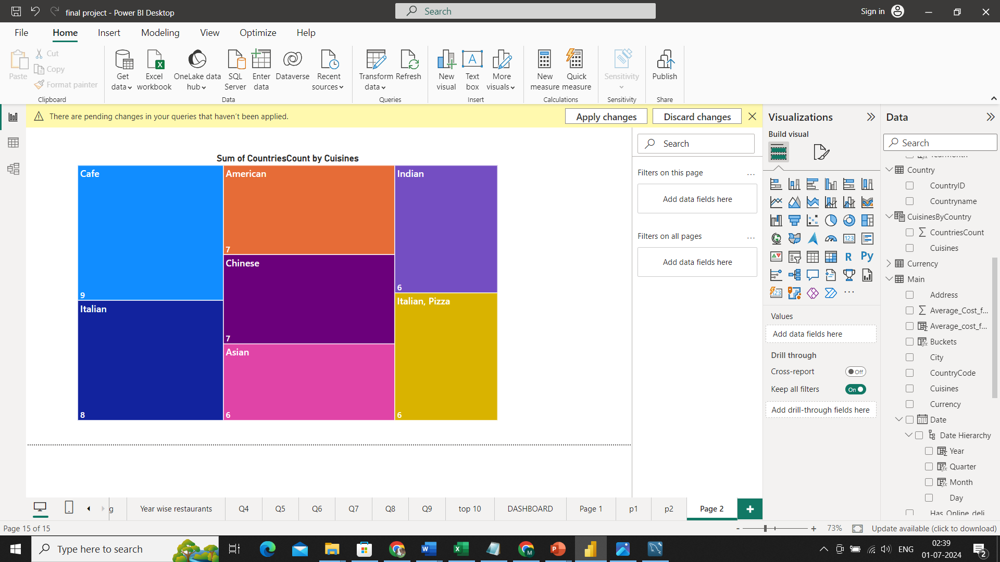 final project - Power BI Desktop
Search
Sign in
File
Home
Insert
Modeling
View
Optimize
Help
Paste
Cut
Copy
Format painter
Clipboard
Get data
Excel workbook
OneLake data hub
SQL Server
Enter data
Dataverse
Recent sources
Data
Transform data
Refresh
Queries
New visual
Text box
More visuals
Insert
New measure
Quick measure
Calculations
Sensitivity
Sensitivity
Publish
Share
There are pending changes in your queries that haven't been applied.
Apply changes
Discard changes
Sum of CountriesCount by Cuisines
Cafe
9
Italian
8
American
7
Chinese
7
Asian
6
Indian
6
Italian, Pizza
6
Search
Filters on this page
...
Add data fields here
Filters on all pages
...
Add data fields here
Visualizations
Build visual
123
R
Py
123
...
Values
Add data fields here
Drill through
Cross-report
Off
Keep all filters
On
Add drill-through fields here
Data
Search
Country
CountryID
Countryname
CuisinesByCountry
CountriesCount
Cuisines
Currency
Main
Address
Average_Cost_f...
Average_cost_f...
Buckets
City
CountryCode
Cuisines
Currency
Date
Date Hierarchy
Year
Quarter
Month
Day
Has_Online_deli
g
Year wise restaurants
Q4
Q5
Q6
Q7
Q8
Q9
top 10
DASHBOARD
Page 1
p1
p2
Page 2
+
Page 15 of 15
- + 73%
Update available (click to download)
Type here to search
ENG
02:39
01-07-2024
2